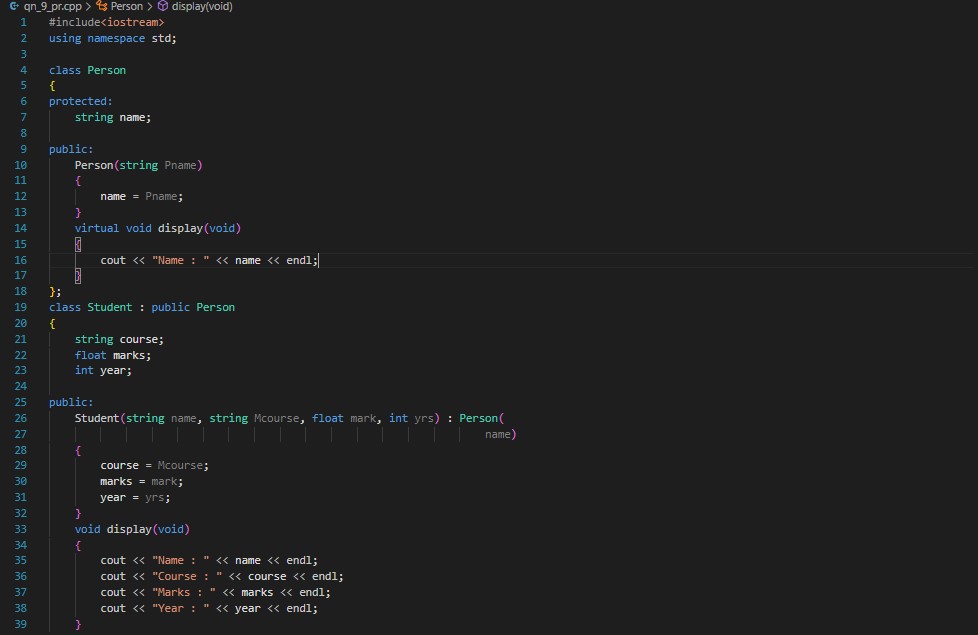 qn_9_pr.cpp > Person > display(void)
1 #include<iostream>
2 using namespace std;
3
4 class Person
5 {
6 protected:
7     string name;
8
9 public:
10     Person(string Pname)
11     {
12         name = Pname;
13     }
14     virtual void display(void)
15     {
16         cout << "Name : " << name << endl;
17     }
18 };
19 class Student : public Person
20 {
21     string course;
22     float marks;
23     int year;
24
25 public:
26     Student(string name, string Mcourse, float mark, int yrs) : Person(
27                                                                     name)
28     {
29         course = Mcourse;
30         marks = mark;
31         year = yrs;
32     }
33     void display(void)
34     {
35         cout << "Name : " << name << endl;
36         cout << "Course : " << course << endl;
37         cout << "Marks : " << marks << endl;
38         cout << "Year : " << year << endl;
39     }